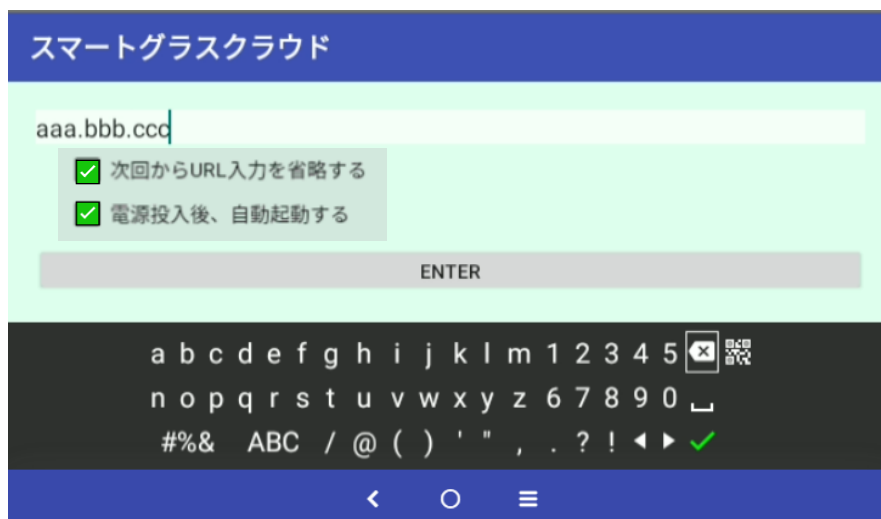 スマートグラスクラウド
aaa.bbb.ccc
次回からURL入力を省略する
電源投入後、自動起動する
ENTER
a b c d e f g h i j k l m 1 2 3 4 5
n o p q r s t u v w x y z 6 7 8 9 0
#%& ABC / @ ( ) ' " , . ? !